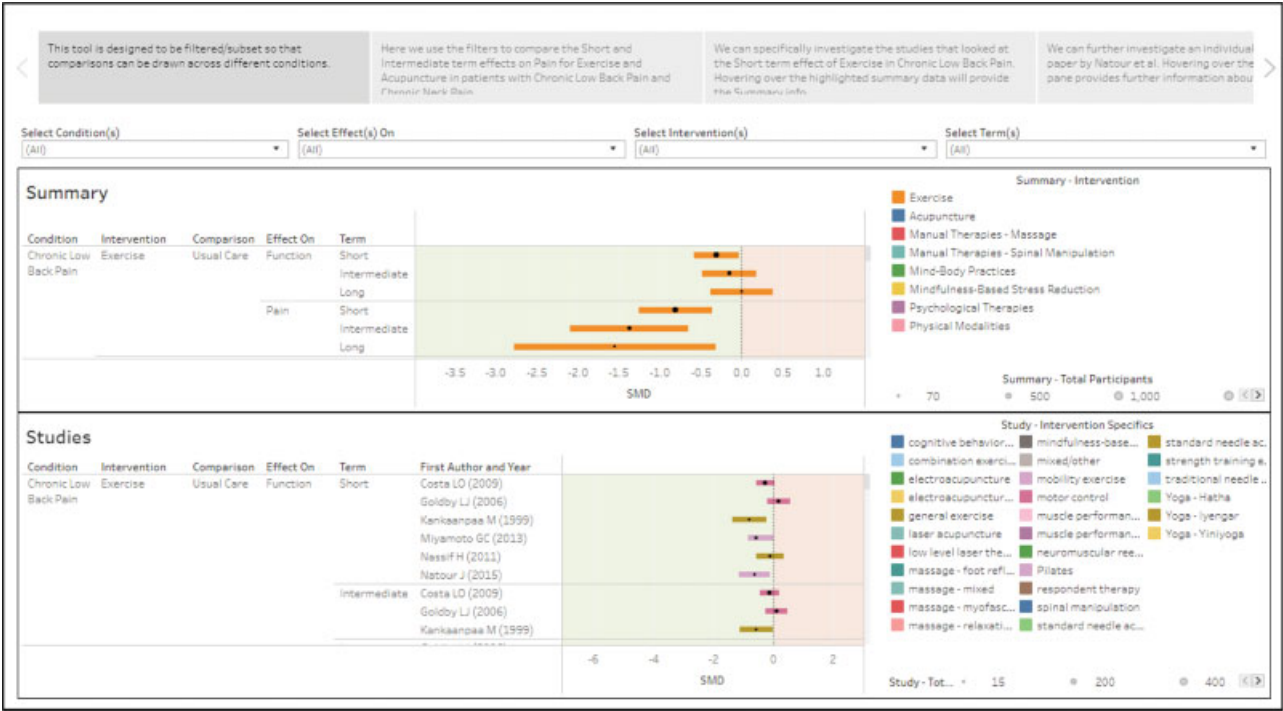 This tool is designed to be filtered/subset so that
comparisons can be drawn across different conditions.
Here we use the filters to compare the Short and
Intermediate term effects on Pain for Exercise and
Acupuncture in patients with Chronic Low Back Pain and
Chronic Neck Pain
We can specifically investigate the studies that looked at
the Short term effect of Exercise in Chronic Low Back Pain.
Hovering over the highlighted summary data will provide
the Summary info
We can further investigate an individual
paper by Natour et al. Hovering over the
pane provides further information abou
Select Condition(s)
(All)
Select Effect(s) On
(All)
Select Intervention(s)
(All)
Select Term(s)
(All)
Summary
Condition Intervention Comparison Effect On Term
Chronic Low Exercise Usual Care Function Short
Back Pain Intermediate
Long
Pain Short
Intermediate
Long
-3.5 -3.0 -2.5 -2.0 -1.5 -1.0 -0.5 0.0 0.5 1.0
SMD
Summary - Intervention
Exercise
Acupuncture
Manual Therapies - Massage
Manual Therapies - Spinal Manipulation
Mind-Body Practices
Mindfulness-Based Stress Reduction
Psychological Therapies
Physical Modalities
Summary - Total Participants
70 500 1,000
Studies
Condition Intervention Comparison Effect On Term First Author and Year
Chronic Low Exercise Usual Care Function Short Costa LO (2009)
Back Pain Goldby LJ (2006)
Kankaanpaa M (1999)
Miyamoto GC (2013)
Nassif H (2011)
Natour J (2015)
Intermediate Costa LO (2009)
Goldby LJ (2006)
Kankaanpaa M (1999)
-6 -4 -2 0 2
SMD
Study - Intervention Specifics
cognitive behavior... mindfulness-base... standard needle ac..
combination exerci... mixed/other strength training e.
electroacupuncture mobility exercise traditional needle ..
electroacupunctur... motor control Yoga - Hatha
general exercise muscle performan... Yoga - Iyengar
laser acupuncture muscle performan... Yoga - Yiniyoga
low level laser the... neuromuscular ree...
massage - foot refl... Pilates
massage - mixed respondent therapy
massage - myofasc... spinal manipulation
massage - relaxati... standard needle ac...
Study - Tot... 15 200 400